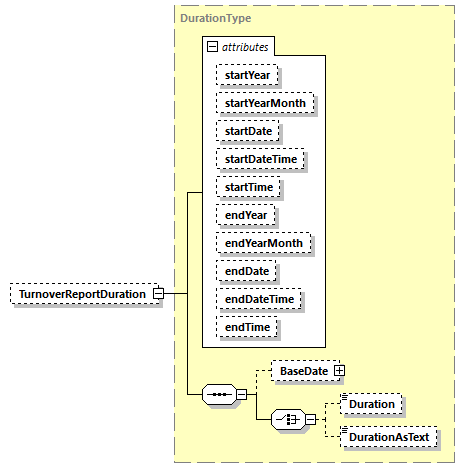 DurationType
attributes
startYear
startYearMonth
startDate
startDateTime
startTime
endYear
endYearMonth
endDate
endDateTime
endTime
TurnoverReportDuration
BaseDate
Duration
DurationAsText